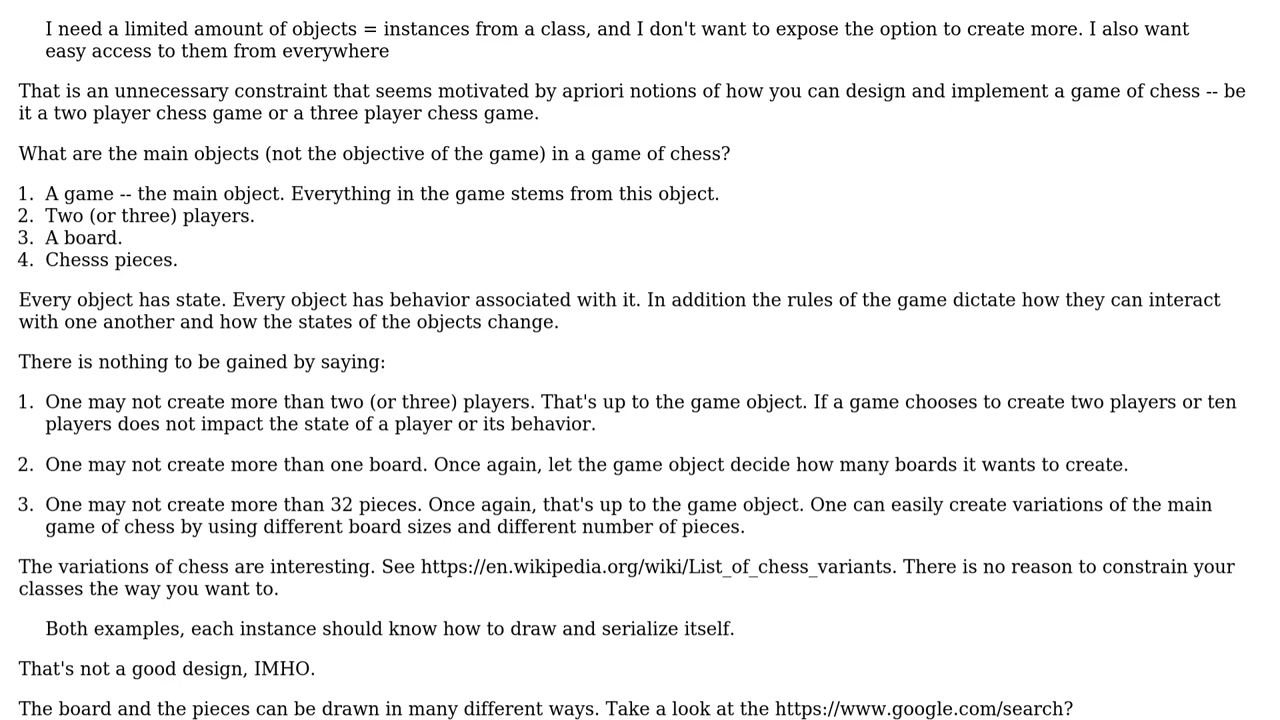 I need a limited amount of objects = instances from a class, and I don't want to expose the option to create more. I also want
easy access to them from everywhere
That is an unnecessary constraint that seems motivated by apriori notions of how you can design and implement a game of chess -- be
it a two player chess game or a three player chess game.
What are the main objects (not the objective of the game) in a game of chess?
1. A game -- the main object. Everything in the game stems from this object.
2. Two (or three) players.
3. A board.
4. Chesss pieces.
Every object has state. Every object has behavior associated with it. In addition the rules of the game dictate how they can interact
with one another and how the states of the objects change.
There is nothing to be gained by saying:
1. One may not create more than two (or three) players. That's up to the game object. If a game chooses to create two players or ten
players does not impact the state of a player or its behavior.
2. One may not create more than one board. Once again, let the game object decide how many boards it wants to create.
3. One may not create more than 32 pieces. Once again, that's up to the game object. One can easily create variations of the main
game of chess by using different board sizes and different number of pieces.
The variations of chess are interesting. See https://en.wikipedia.org/wiki/List_of_chess_variants. There is no reason to constrain your
classes the way you want to.
Both examples, each instance should know how to draw and serialize itself.
That's not a good design, IMHO.
The board and the pieces can be drawn in many different ways. Take a look at the https://www.google.com/search?